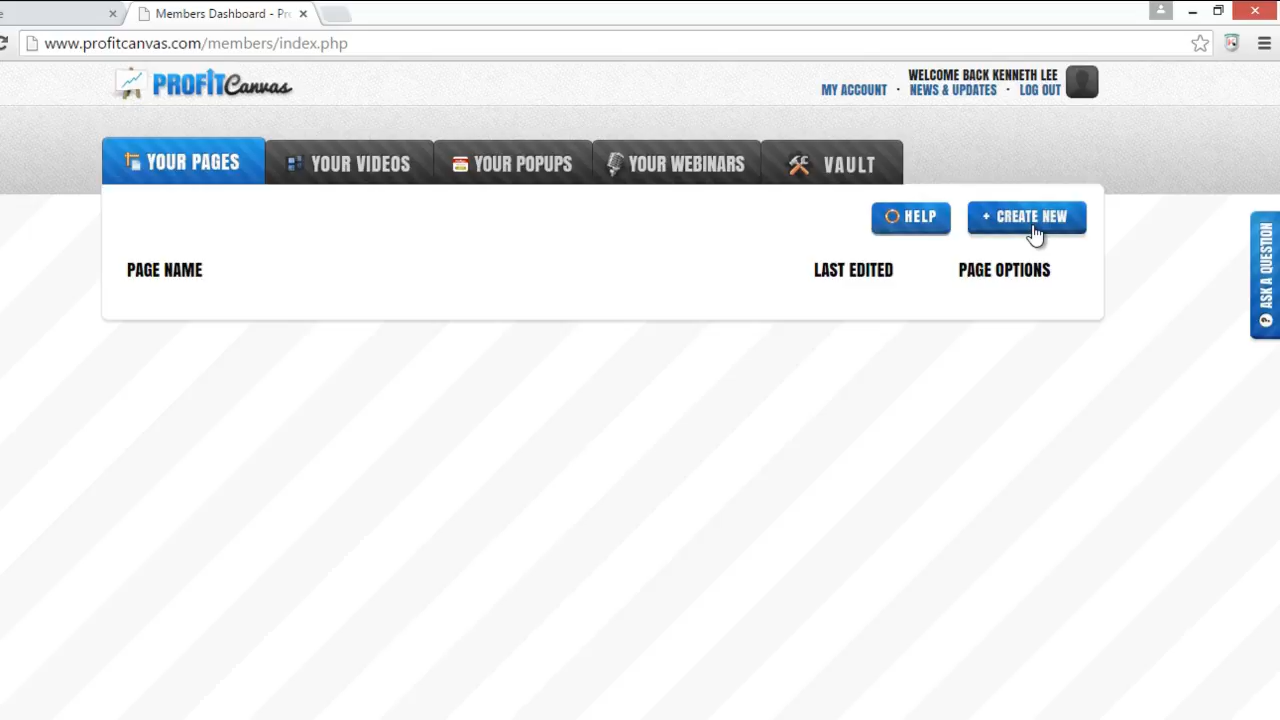 Members Dashboard - Pr
www.profitcanvas.com/members/index.php
PROFIT Canvas
WELCOME BACK KENNETH LEE
MY ACCOUNT · NEWS & UPDATES · LOG OUT
YOUR PAGES YOUR VIDEOS YOUR POPUPS YOUR WEBINARS VAULT
HELP + CREATE NEW
PAGE NAME LAST EDITED PAGE OPTIONS
? ASK A QUESTION